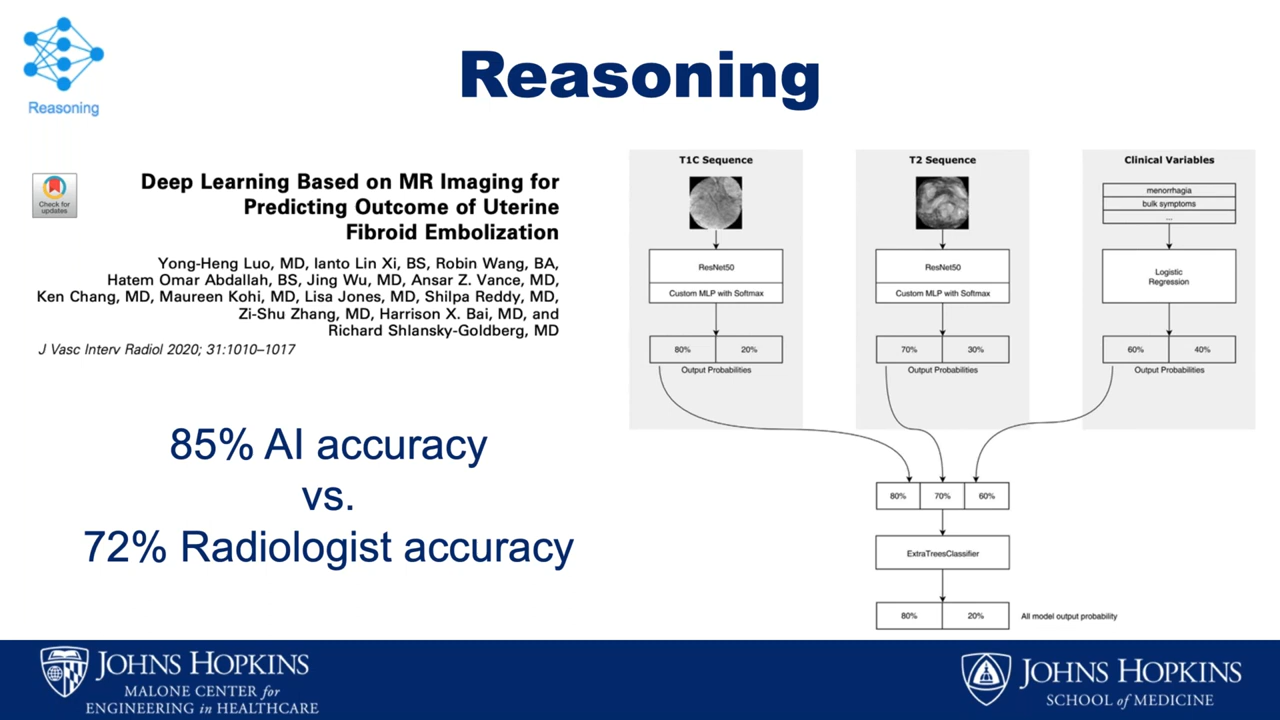 Reasoning
Reasoning
Check for
updates
Deep Learning Based on MR Imaging for
Predicting Outcome of Uterine
Fibroid Embolization
Yong-Heng Luo, MD, Ianto Lin Xi, BS, Robin Wang, BA,
Hatem Omar Abdallah, BS, Jing Wu, MD, Ansar Z. Vance, MD,
Ken Chang, MD, Maureen Kohi, MD, Lisa Jones, MD, Shilpa Reddy, MD,
Zi-Shu Zhang, MD, Harrison X. Bai, MD, and
Richard Shlansky-Goldberg, MD
J Vasc Interv Radiol 2020; 31:1010–1017
85% AI accuracy
vs.
72% Radiologist accuracy
T1C Sequence
ResNet50
Custom MLP with Softmax
80% 20%
Output Probabilities
T2 Sequence
ResNet50
Custom MLP with Softmax
70% 30%
Output Probabilities
Clinical Variables
menorrhagia
bulk symptoms
...
Logistic
Regression
60% 40%
Output Probabilities
80% 70% 60%
ExtraTreesClassifier
80% 20% All model output probability
JOHNS HOPKINS
MALONE CENTER for
ENGINEERING in HEALTHCARE
JOHNS HOPKINS
SCHOOL of MEDICINE